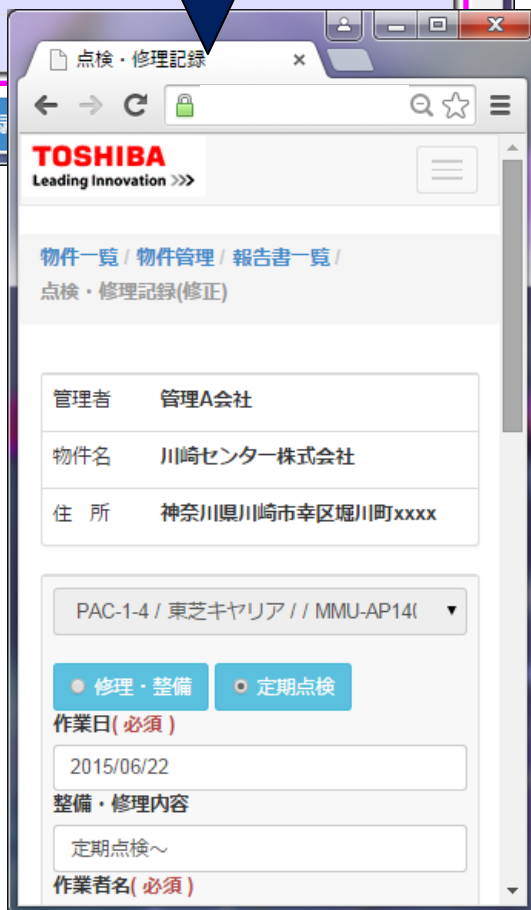 点検・修理記録
TOSHIBA
Leading Innovation >>>
物件一覧 / 物件管理 / 報告書一覧 /
点検・修理記録(修正)
管理者 管理A会社
物件名 川崎センター株式会社
住 所 神奈川県川崎市幸区堀川町xxxx
PAC-1-4 / 東芝キヤリア / / MMU-AP140
修理・整備 定期点検
作業日( 必須 )
2015/06/22
整備・修理内容
定期点検～
作業者名( 必須 )